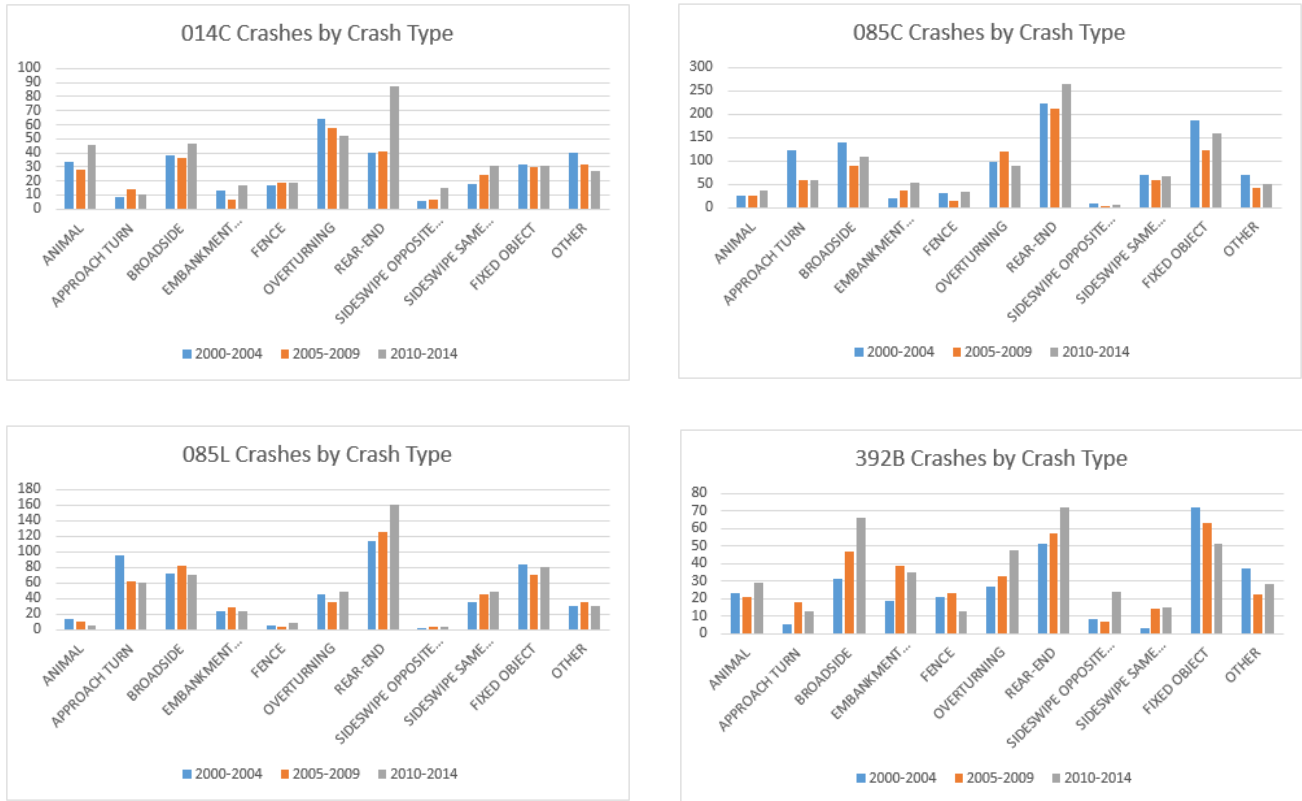 014C Crashes by Crash Type
100
90
80
70
60
50
40
30
20
10
0
ANIMAL
APPROACH TURN
BROADSIDE
EMBANKMENT...
FENCE
OVERTURNING
REAR-END
SIDESWIPE OPPOSITE...
SIDESWIPE SAME...
FIXED OBJECT
OTHER
2000-2004 2005-2009 2010-2014
085C Crashes by Crash Type
300
250
200
150
100
50
0
ANIMAL
APPROACH TURN
BROADSIDE
EMBANKMENT...
FENCE
OVERTURNING
REAR-END
SIDESWIPE OPPOSITE...
SIDESWIPE SAME...
FIXED OBJECT
OTHER
2000-2004 2005-2009 2010-2014
085L Crashes by Crash Type
180
160
140
120
100
80
60
40
20
0
ANIMAL
APPROACH TURN
BROADSIDE
EMBANKMENT...
FENCE
OVERTURNING
REAR-END
SIDESWIPE OPPOSITE...
SIDESWIPE SAME...
FIXED OBJECT
OTHER
2000-2004 2005-2009 2010-2014
392B Crashes by Crash Type
80
70
60
50
40
30
20
10
0
ANIMAL
APPROACH TURN
BROADSIDE
EMBANKMENT...
FENCE
OVERTURNING
REAR-END
SIDESWIPE OPPOSITE...
SIDESWIPE SAME...
FIXED OBJECT
OTHER
2000-2004 2005-2009 2010-2014